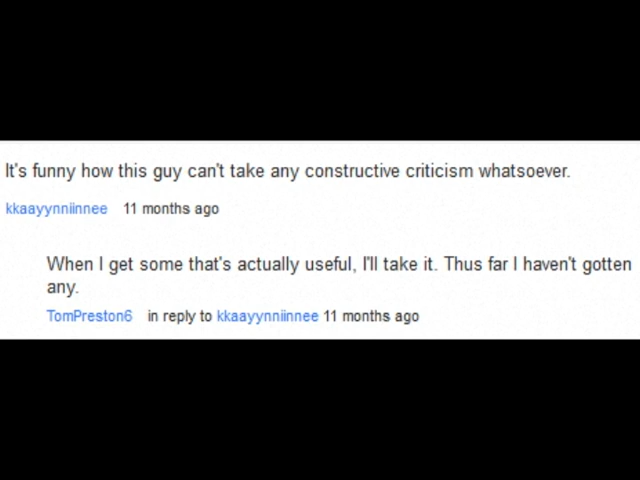 It's funny how this guy can't take any constructive criticism whatsoever.
kkaayynniinnee 11 months ago
When I get some that's actually useful, I'll take it. Thus far I haven't gotten
any.
TomPreston6 in reply to kkaayynniinnee 11 months ago